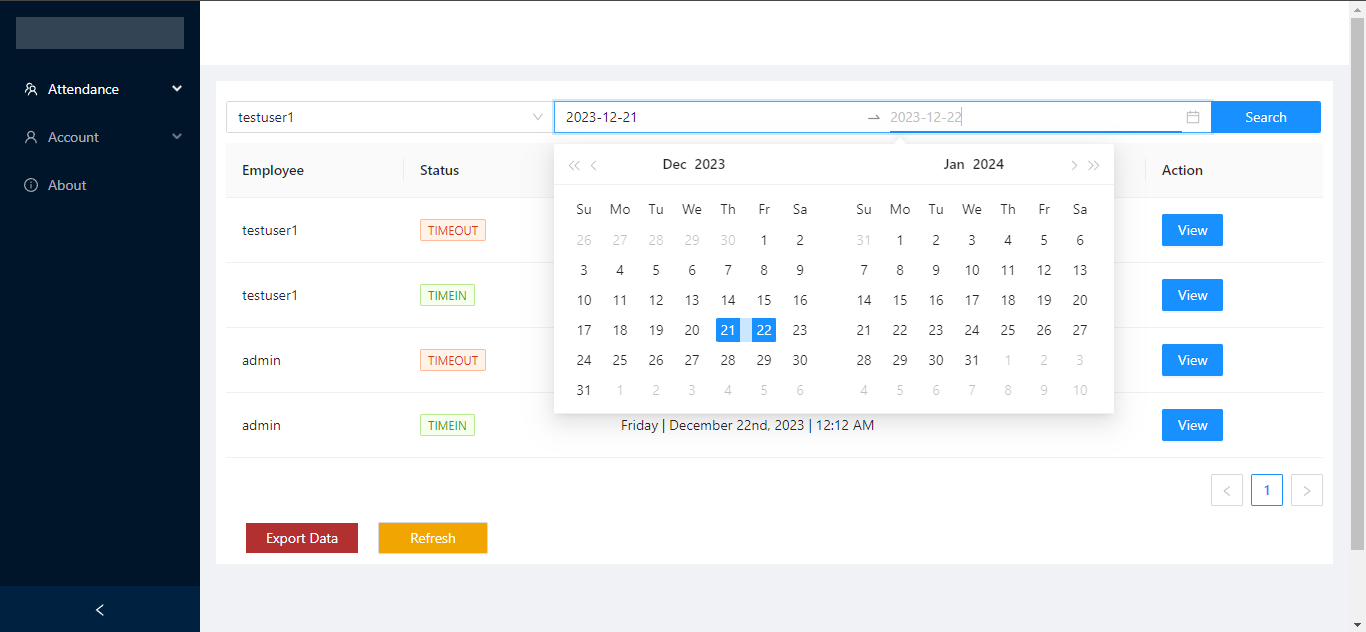 Attendance
Account
About
testuser1 2023-12-21 2023-12-22 Search
Employee Status Action
Dec 2023 Jan 2024
Su Mo Tu We Th Fr Sa Su Mo Tu We Th Fr Sa
26 27 28 29 30 1 2 31 1 2 3 4 5 6
3 4 5 6 7 8 9 7 8 9 10 11 12 13
10 11 12 13 14 15 16 14 15 16 17 18 19 20
17 18 19 20 21 22 23 21 22 23 24 25 26 27
24 25 26 27 28 29 30 28 29 30 31 1 2 3
31 1 2 3 4 5 6 4 5 6 7 8 9 10
testuser1 TIMEOUT View
testuser1 TIMEIN View
admin TIMEOUT View
admin TIMEIN Friday | December 22nd, 2023 | 12:12 AM View
< 1 >
Export Data Refresh